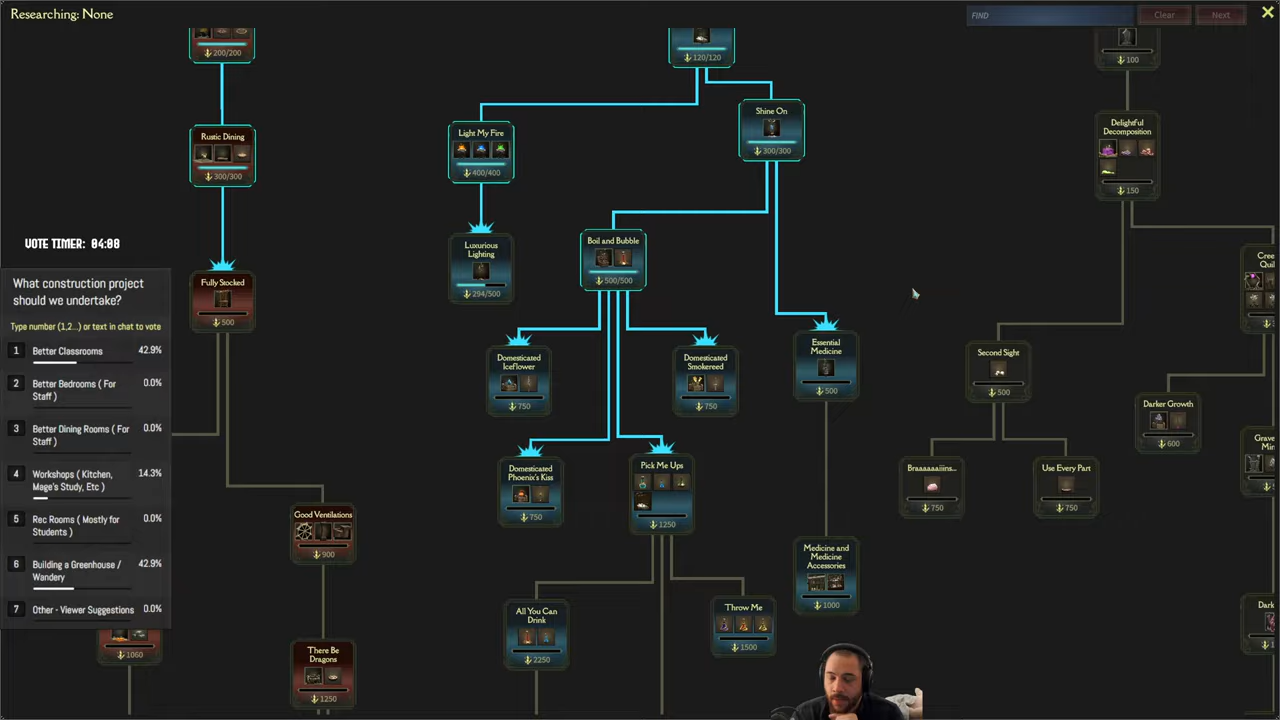 Researching: None
FIND
Clear
Next
200/200
120/120
100
Shine On
300/300
Light My Fire
400/400
Delightful
Decomposition
150
Rustic Dining
300/300
VOTE TIMER: 04:08
What construction project
should we undertake?
Type number (1,2...) or text in chat to vote
1
Better Classrooms
42.9%
2
Better Bedrooms ( For
Staff )
0.0%
3
Better Dining Rooms ( For
Staff )
0.0%
4
Workshops ( Kitchen,
Mage's Study, Etc )
14.3%
5
Rec Rooms ( Mostly for
Students )
0.0%
6
Building a Greenhouse /
Wandery
42.9%
7
Other - Viewer Suggestions
0.0%
Fully Stocked
500
Luxurious
Lighting
294/500
Boil and Bubble
500/500
Domesticated
Iceflower
750
Domesticated
Smokereed
750
Essential
Medicine
500
Second Sight
500
Darker Growth
600
Domesticated
Phoenix's Kiss
750
Pick Me Ups
1250
Braaaaaaiiins...
750
Use Every Part
750
Good Ventilations
900
Medicine and
Medicine
Accessories
1000
All You Can
Drink
2250
Throw Me
1500
1060
There Be
Dragons
1250